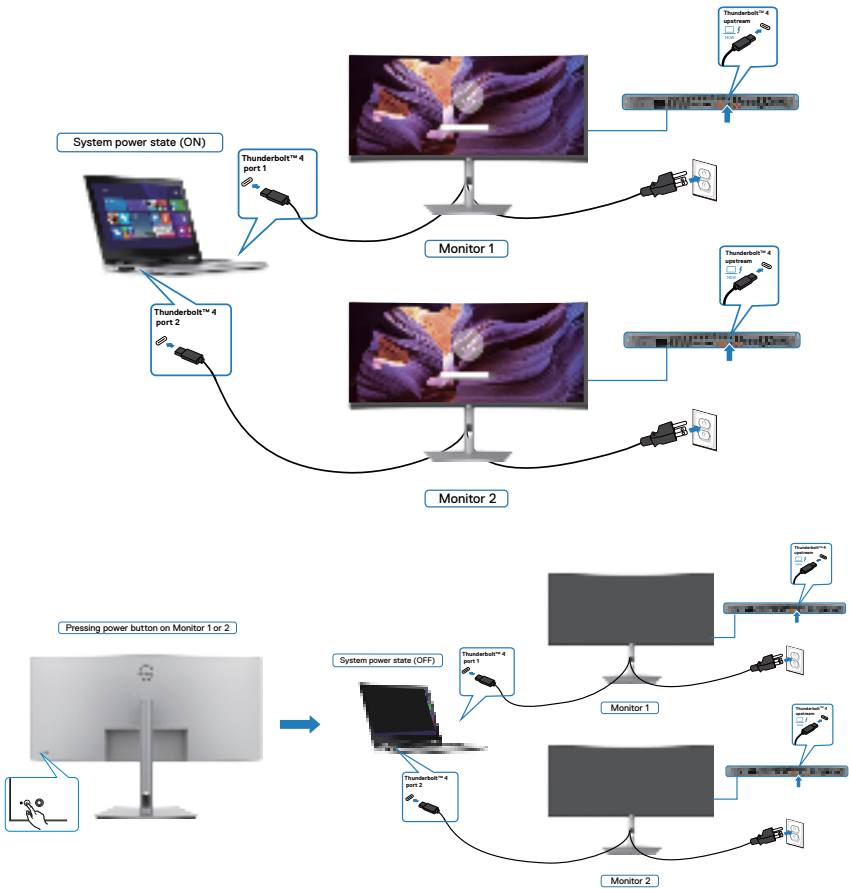 Thunderbolt™ 4
upstream
90W
System power state (ON)
Thunderbolt™ 4
port 1
Monitor 1
Thunderbolt™ 4
upstream
90W
Thunderbolt™ 4
port 2
Monitor 2
Thunderbolt™ 4
upstream
Pressing power button on Monitor 1 or 2
System power state (OFF)
Thunderbolt™ 4
port 1
Monitor 1
Thunderbolt™ 4
upstream
Thunderbolt™ 4
port 2
Monitor 2